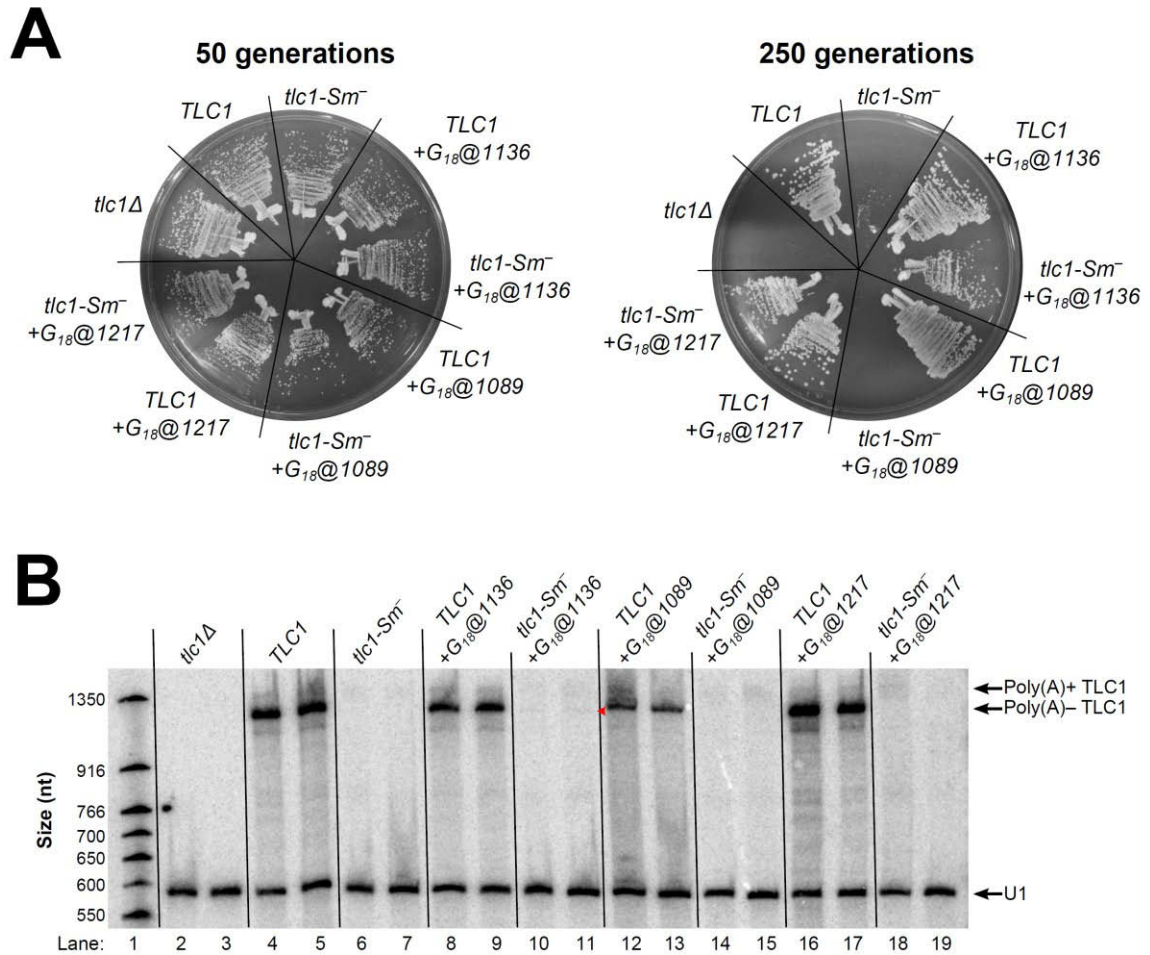 A
50 generations
250 generations
TLC1
tlc1-Sm⁻
TLC1
+G₁₈@1136
tlc1Δ
tlc1-Sm⁻
+G₁₈@1136
tlc1-Sm⁻
+G₁₈@1217
TLC1
+G₁₈@1089
TLC1
+G₁₈@1217
tlc1-Sm⁻
+G₁₈@1089
TLC1
tlc1-Sm⁻
TLC1
+G₁₈@1136
tlc1Δ
tlc1-Sm⁻
+G₁₈@1136
tlc1-Sm⁻
+G₁₈@1217
TLC1
+G₁₈@1089
TLC1
+G₁₈@1217
tlc1-Sm⁻
+G₁₈@1089
B
tlc1Δ
TLC1
tlc1-Sm⁻
TLC1
+G₁₈@1136
tlc1-Sm⁻
+G₁₈@1136
TLC1
+G₁₈@1089
tlc1-Sm⁻
+G₁₈@1089
TLC1
+G₁₈@1217
tlc1-Sm⁻
+G₁₈@1217
Size (nt)
1350
916
766
700
650
600
550
Poly(A)+ TLC1
Poly(A)– TLC1
U1
Lane: 1 2 3 4 5 6 7 8 9 10 11 12 13 14 15 16 17 18 19